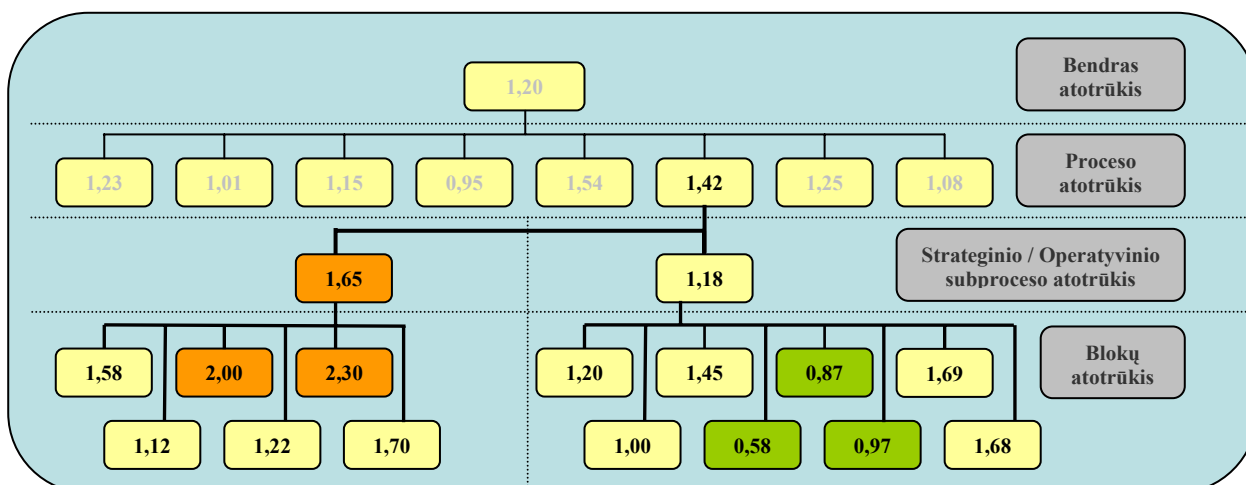 Bendras
atotrūkis
1,20
Proceso
atotrūkis
1,23 1,01 1,15 0,95 1,54 1,42 1,25 1,08
Strateginio / Operatyvinio
subproceso atotrūkis
1,65 1,18
Blokų
atotrūkis
1,58 2,00 2,30 1,20 1,45 0,87 1,69
1,12 1,22 1,70 1,00 0,58 0,97 1,68